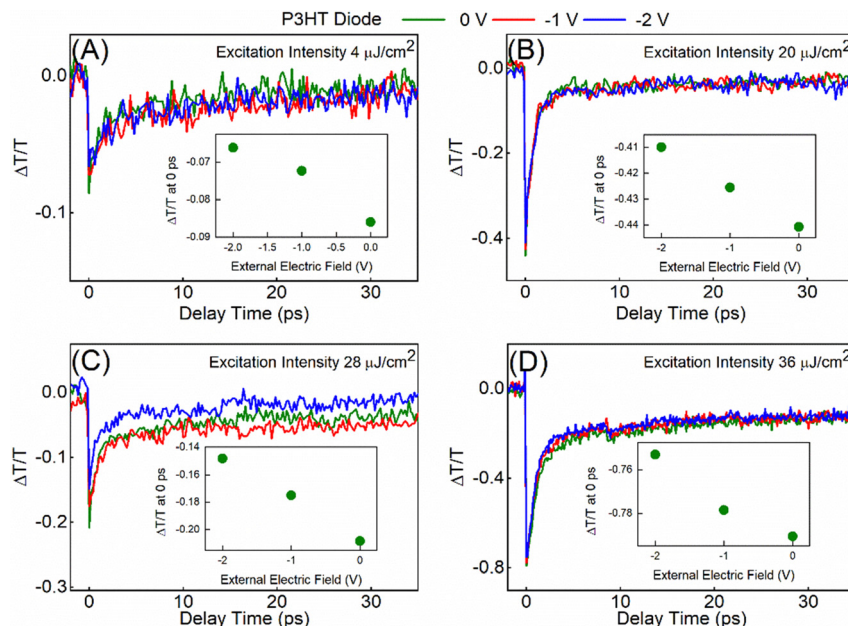 P3HT Diode 0 V -1 V -2 V
(A) Excitation Intensity 4 μJ/cm²
0.0
-0.1
ΔT/T
0 10 20 30
Delay Time (ps)
-0.07
-0.08
-0.09
ΔT/T at 0 ps
-2.0 -1.5 -1.0 -0.5 0.0
External Electric Field (V)
(B) Excitation Intensity 20 μJ/cm²
0.0
-0.2
-0.4
ΔT/T
0 10 20 30
Delay Time (ps)
-0.41
-0.42
-0.43
-0.44
ΔT/T at 0 ps
-2 -1 0
External Electric Field (V)
(C) Excitation Intensity 28 μJ/cm²
0.0
-0.1
-0.2
-0.3
ΔT/T
0 10 20 30
Delay Time (ps)
-0.14
-0.16
-0.18
-0.20
ΔT/T at 0 ps
-2 -1 0
External Electric Field (V)
(D) Excitation Intensity 36 μJ/cm²
0.0
-0.4
-0.8
ΔT/T
0 10 20 30
Delay Time (ps)
-0.76
-0.78
ΔT/T at 0 ps
-2 -1 0
External Electric Field (V)